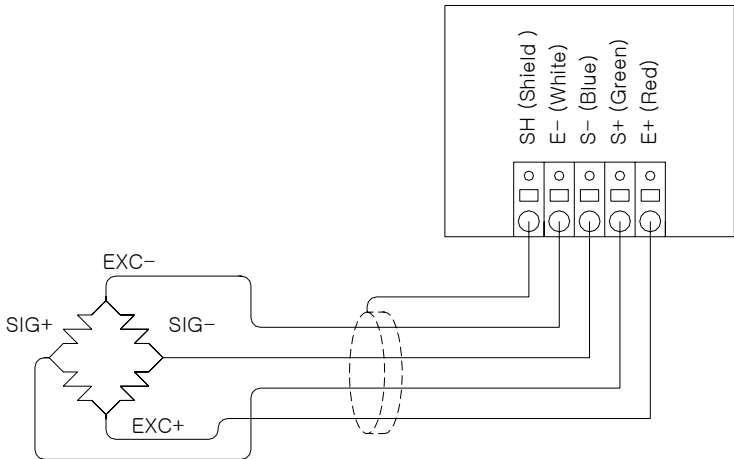 SH (Shield )
E- (White)
S- (Blue)
S+ (Green)
E+ (Red)
EXC-
SIG+
SIG-
EXC+